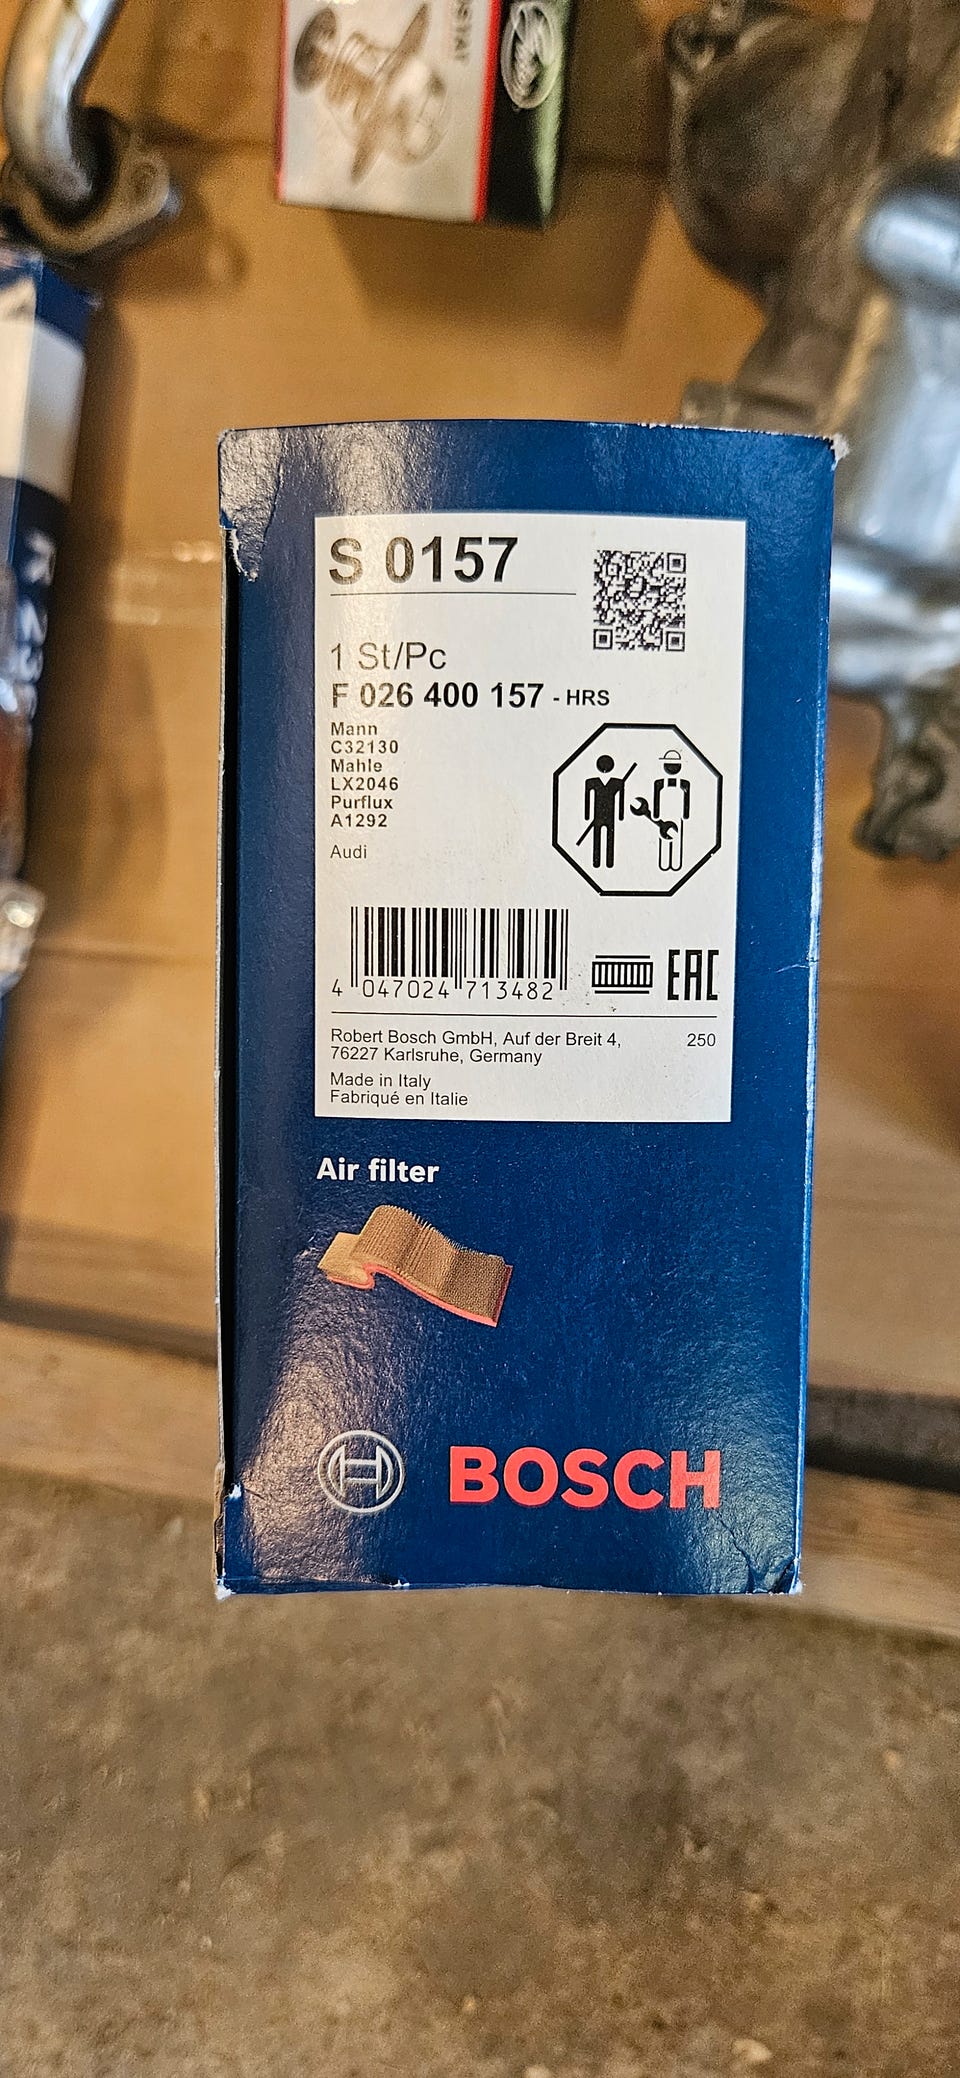 S 0157
1 St/Pc
F 026 400 157 - HRS
Mann
C32130
Mahle
LX2046
Purflux
A1292
Audi
4 047024 713482
EAC
Robert Bosch GmbH, Auf der Breit 4,
76227 Karlsruhe, Germany
250
Made in Italy
Fabriqué en Italie
Air filter
BOSCH